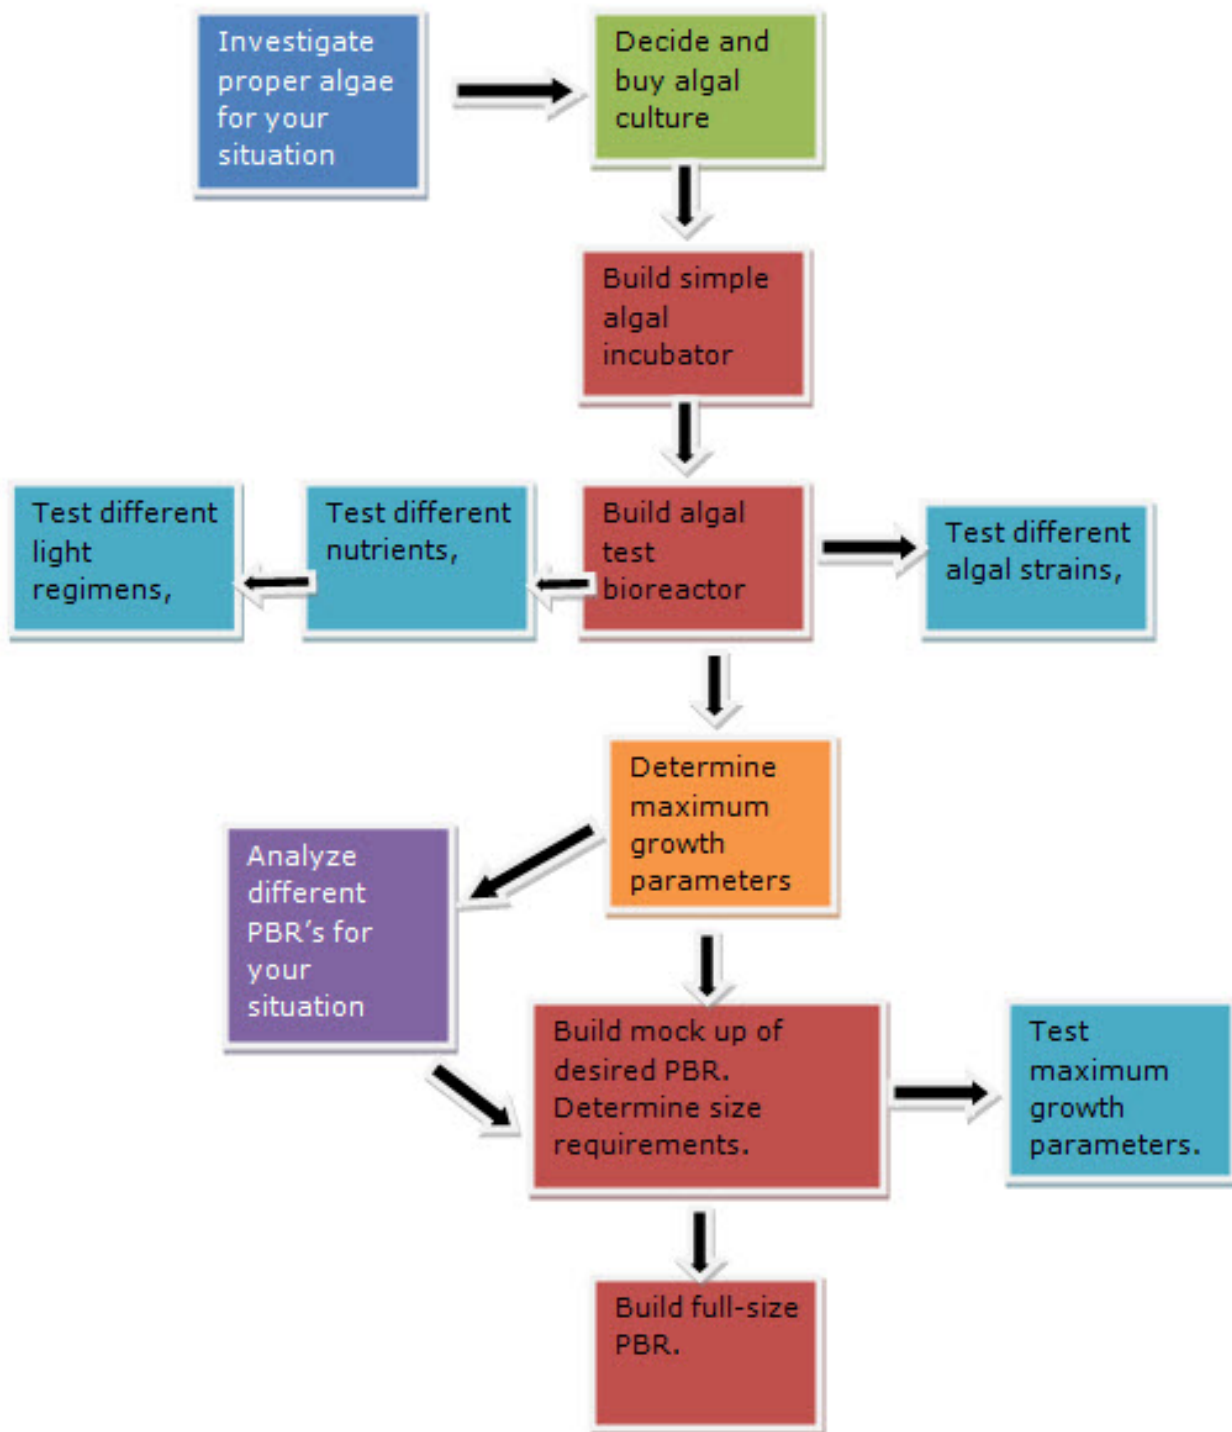 Investigate
proper algae
for your
situation
Decide and
buy algal
culture
Build simple
algal
incubator
Test different
light
regimens,
Test different
nutrients,
Build algal
test
bioreactor
Test different
algal strains,
Determine
maximum
growth
parameters
Analyze
different
PBR’s for
your
situation
Build mock up of
desired PBR.
Determine size
requirements.
Test
maximum
growth
parameters.
Build full-size
PBR.